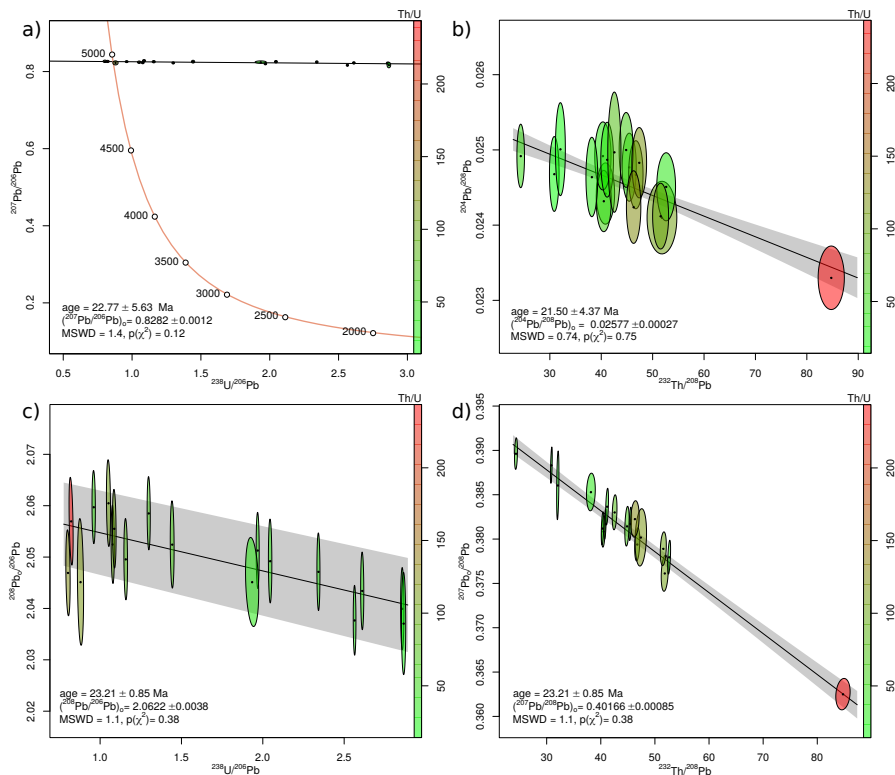 a)
Th/U
5000
4500
4000
3500
3000
2500
2000
0.8
0.6
0.4
0.2
²⁰⁷Pb/²⁰⁶Pb
age = 22.77 ± 5.63 Ma
(²⁰⁷Pb/²⁰⁶Pb)ₒ= 0.8282 ±0.0012
MSWD = 1.4, p(χ²) = 0.12
0.5 1.0 1.5 2.0 2.5 3.0
²³⁸U/²⁰⁶Pb
200
150
100
50
b)
Th/U
0.026
0.025
0.024
0.023
²⁰⁴Pb/²⁰⁸Pb
age = 21.50 ± 4.37 Ma
(²⁰⁴Pb/²⁰⁸Pb)ₒ = 0.02577 ±0.00027
MSWD = 0.74, p(χ²)= 0.75
30 40 50 60 70 80 90
²³²Th/²⁰⁸Pb
200
150
100
50
c)
Th/U
2.07
2.06
2.05
2.04
2.03
2.02
²⁰⁸Pbₒ/²⁰⁶Pb
age = 23.21 ± 0.85 Ma
(²⁰⁸Pb/²⁰⁶Pb)ₒ= 2.0622 ±0.0038
MSWD = 1.1, p(χ²)= 0.38
1.0 1.5 2.0 2.5
²³⁸U/²⁰⁶Pb
200
150
100
50
d)
Th/U
0.395
0.390
0.385
0.380
0.375
0.365
0.360
²⁰⁷Pbₒ/²⁰⁸Pb
age = 23.21 ± 0.85 Ma
(²⁰⁷Pb/²⁰⁸Pb)ₒ= 0.40166 ±0.00085
MSWD = 1.1, p(χ²)= 0.38
30 40 50 60 70 80
²³²Th/²⁰⁸Pb
200
150
100
50